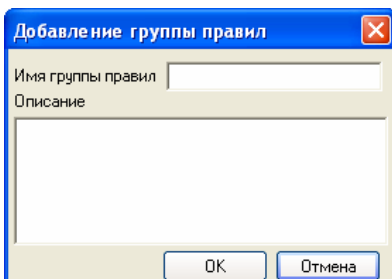 Добавление группы правил
Имя группы правил
Описание
OK
Отмена